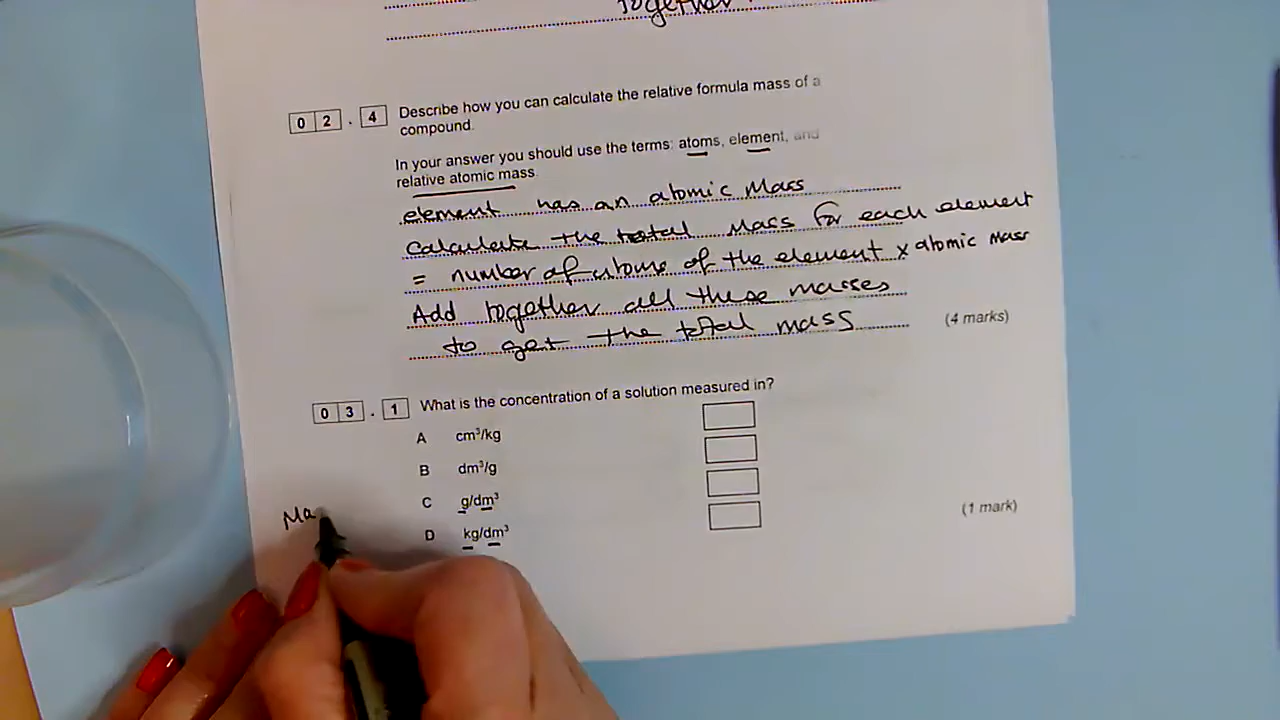 together
02.4 Describe how you can calculate the relative formula mass of a
compound.
In your answer you should use the terms: atoms, element, and
relative atomic mass
element has an atomic Mass
Calculate the total Mass for each element
= number of atoms of the element x atomic mass
Add together all these masses
to get the total mass
(4 marks)
03.1 What is the concentration of a solution measured in?
A cm³/kg
B dm³/g
C g/dm³
D kg/dm³
(1 mark)
Ma